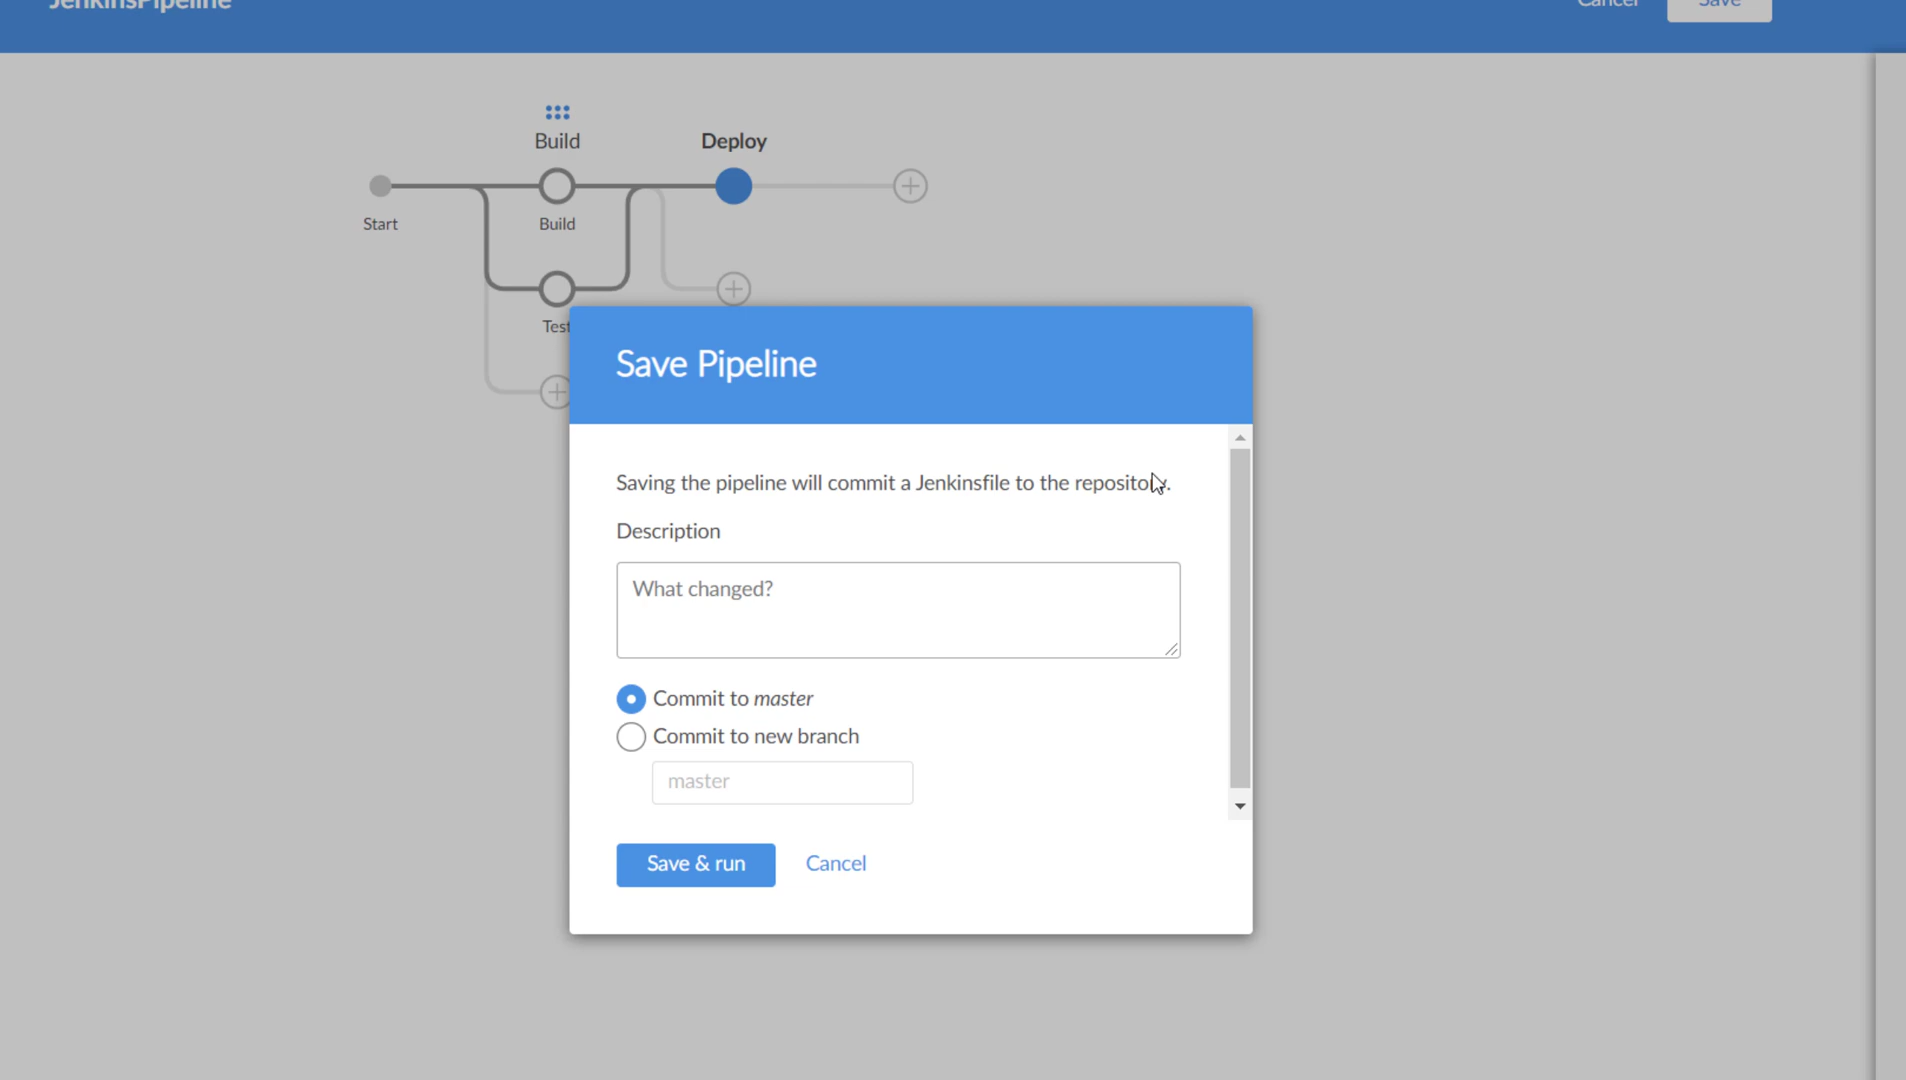 JenkinsPipeline
Cancel
Save
Build
Deploy
Start
Build
Test
Save Pipeline
Saving the pipeline will commit a Jenkinsfile to the repository.
Description
What changed?
Commit to master
Commit to new branch
master
Save & run
Cancel